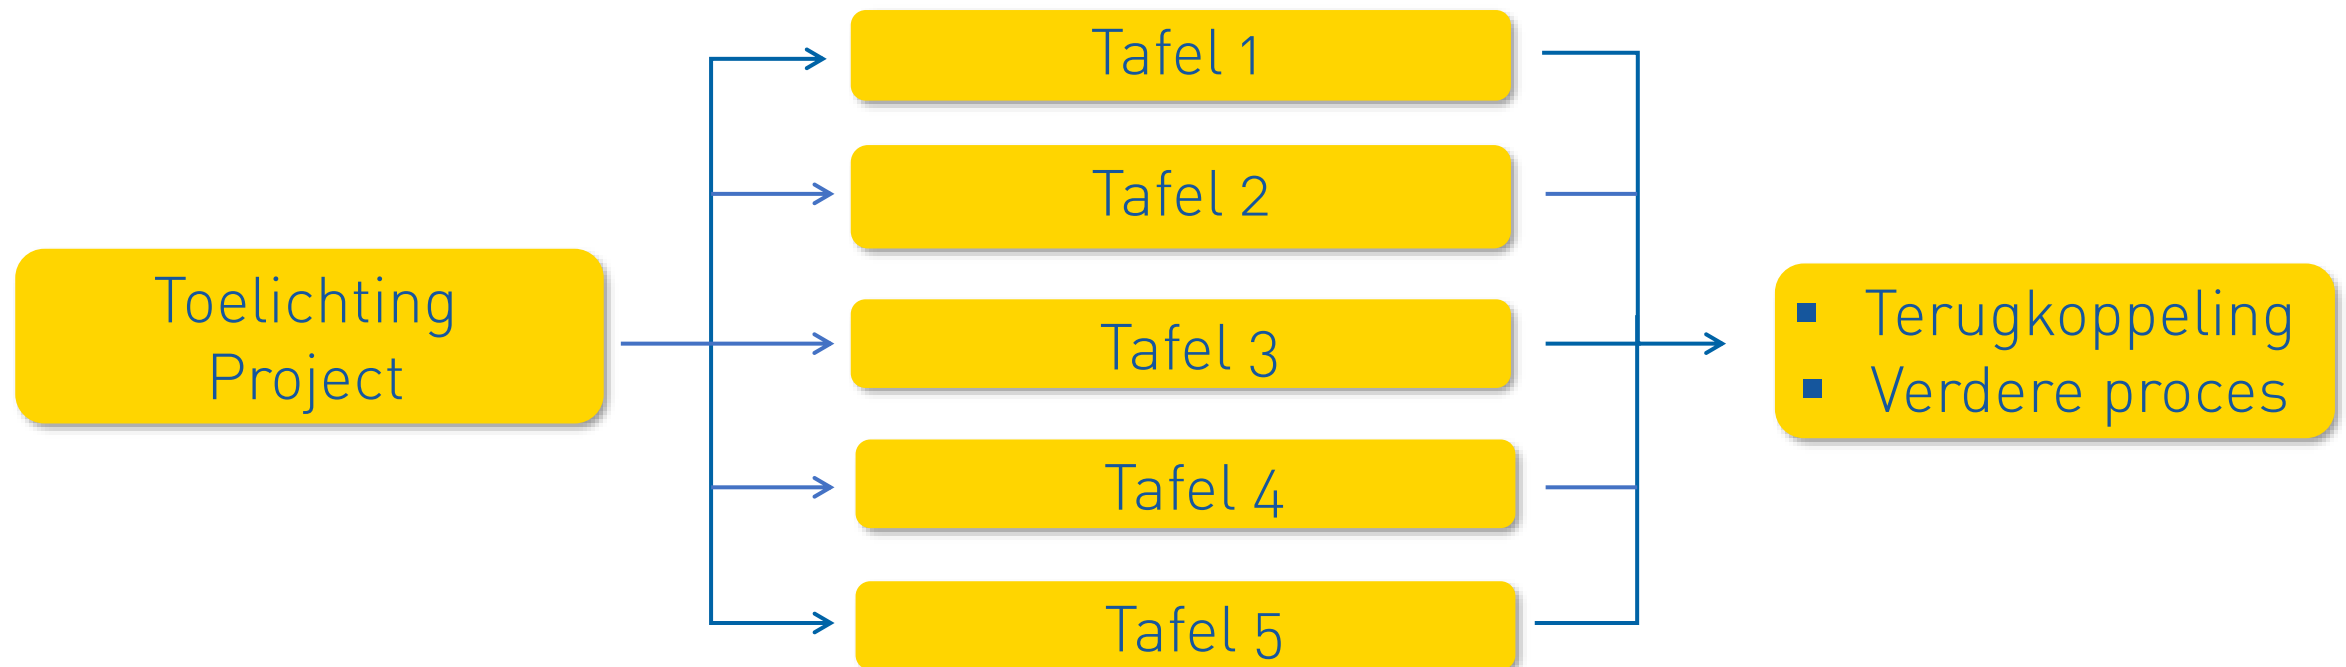 Toelichting
Project
Tafel 1
Tafel 2
Tafel 3
Tafel 4
Tafel 5
▪ Terugkoppeling
▪ Verdere proces